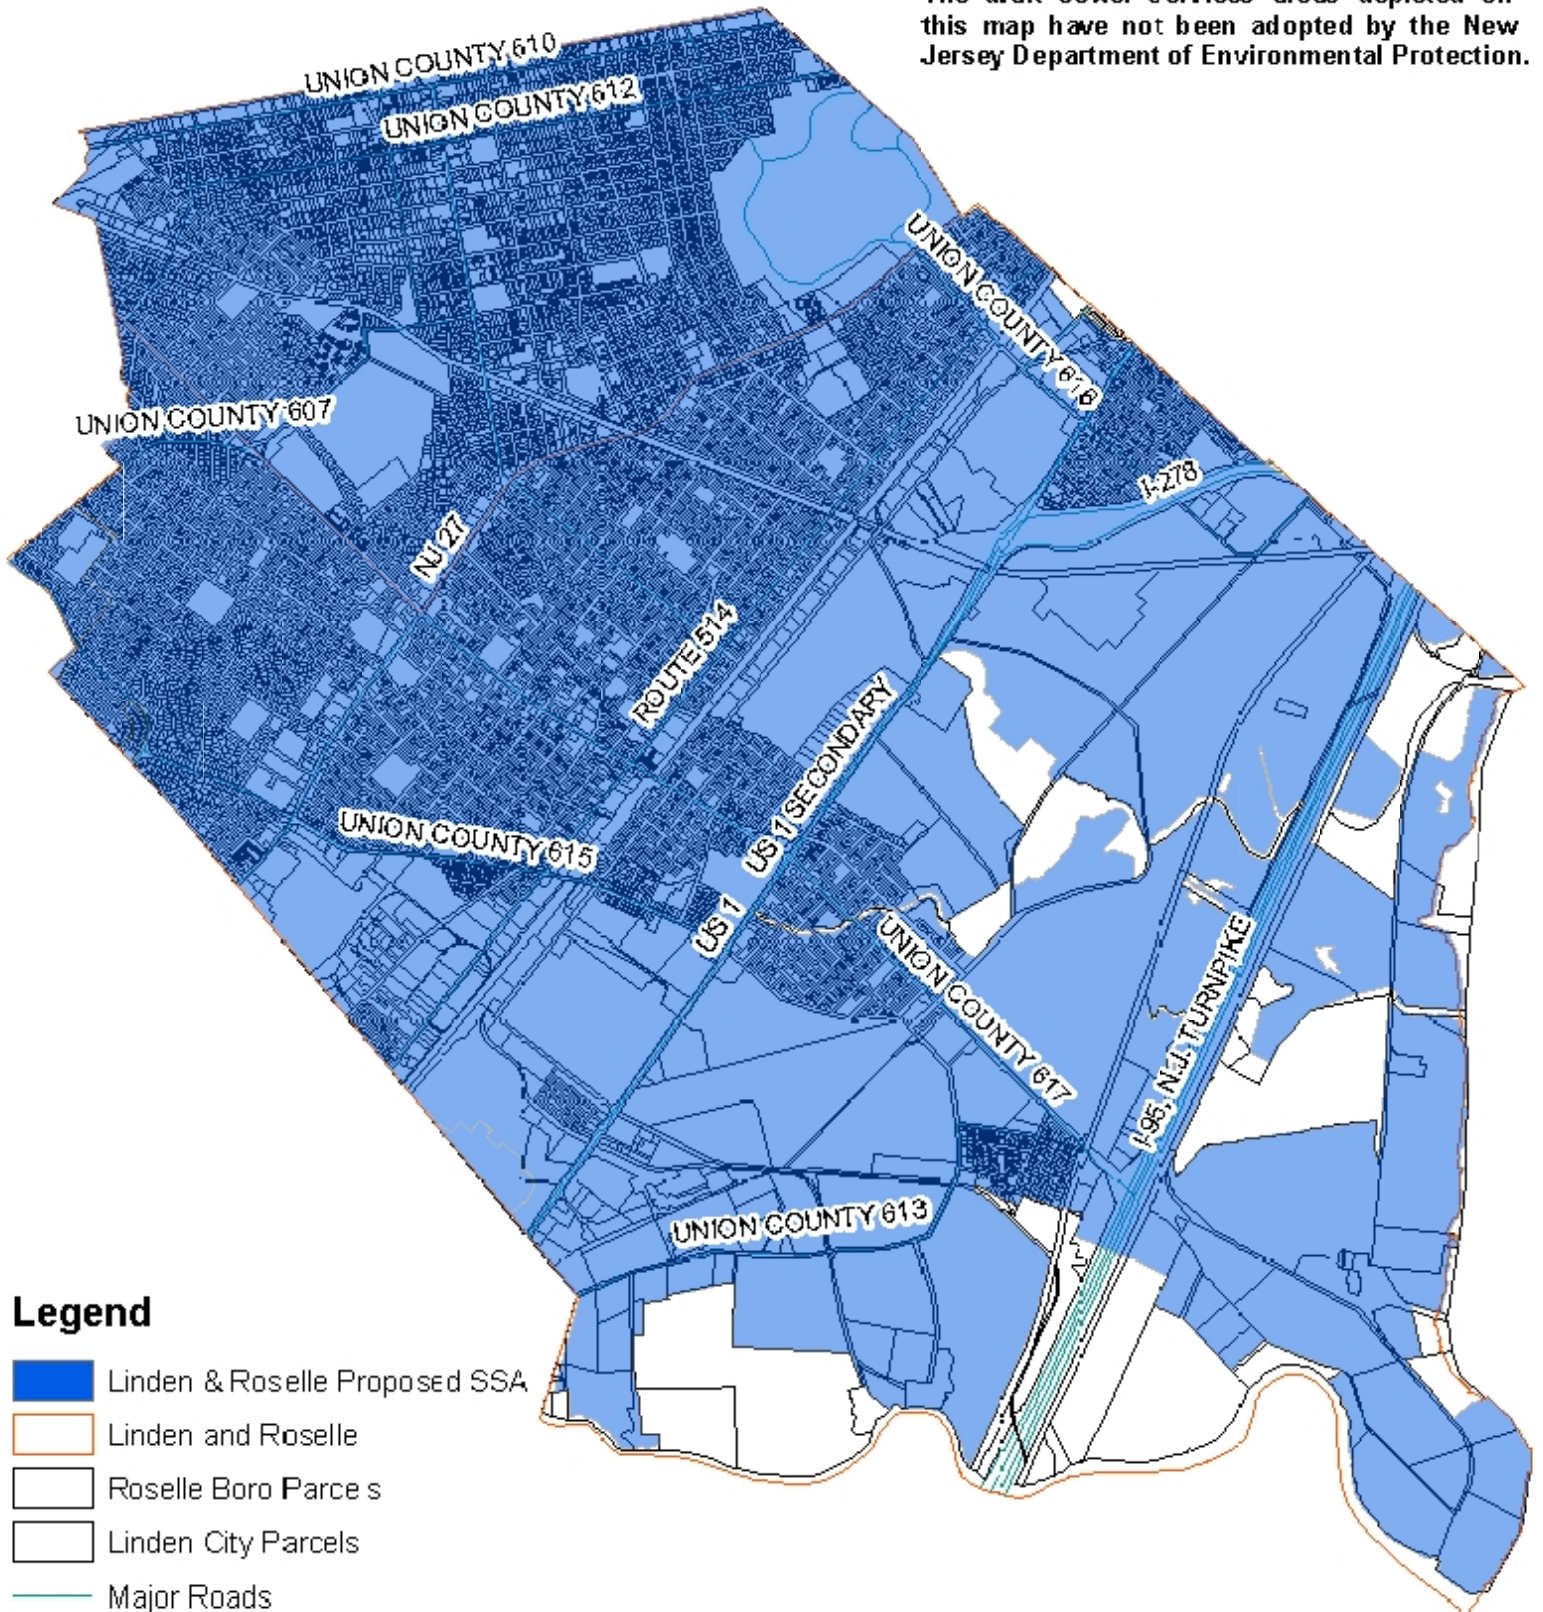 this map have not been adopted by the New
Jersey Department of Environmental Protection.
UNION COUNTY 610
UNION COUNTY 612
UNION COUNTY 616
UNION COUNTY 607
I-278
NJ 27
ROUTE 514
US 1 SECONDARY
UNION COUNTY 615
US 1
UNION COUNTY 617
I-95, N.J. TURNPIKE
UNION COUNTY 613
Legend
Linden & Roselle Proposed SSA
Linden and Roselle
Roselle Boro Parce s
Linden City Parcels
Major Roads